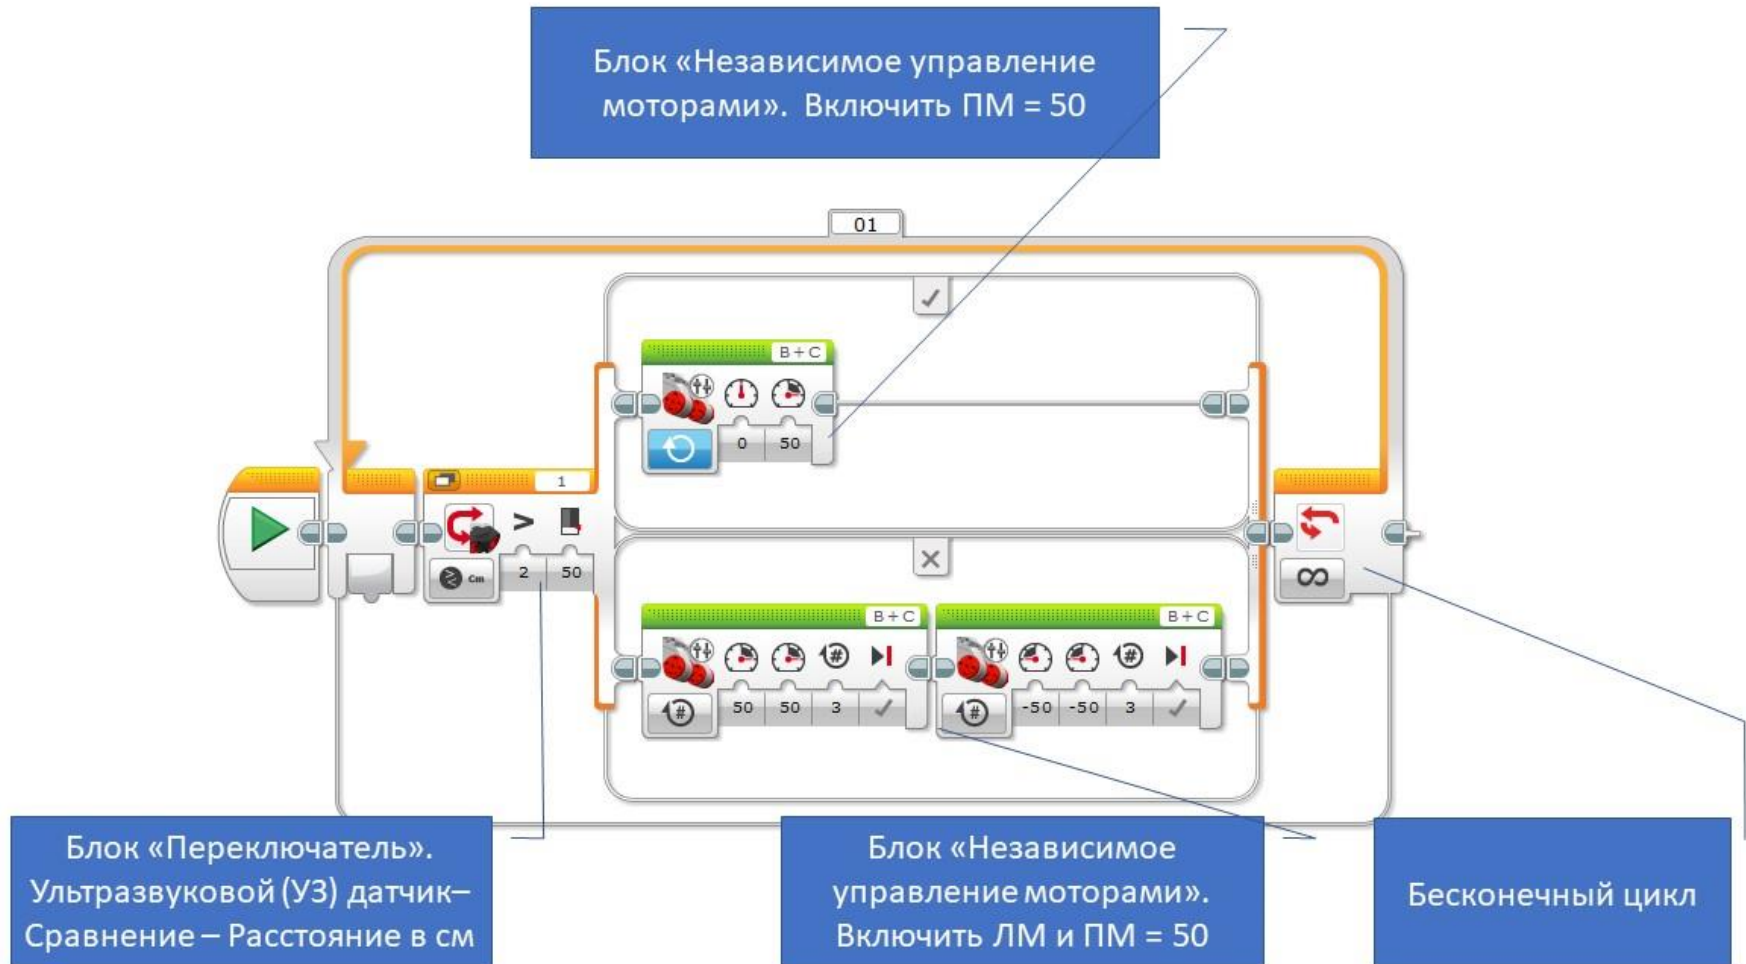 Блок «Независимое управление
моторами». Включить ПМ = 50
01
B+C
0 50
1
Cm 2 50
∞
B+C
50 50 3
B+C
-50 -50 3
Блок «Переключатель».
Ультразвуковой (УЗ) датчик–
Сравнение – Расстояние в см
Блок «Независимое
управление моторами».
Включить ЛМ и ПМ = 50
Бесконечный цикл